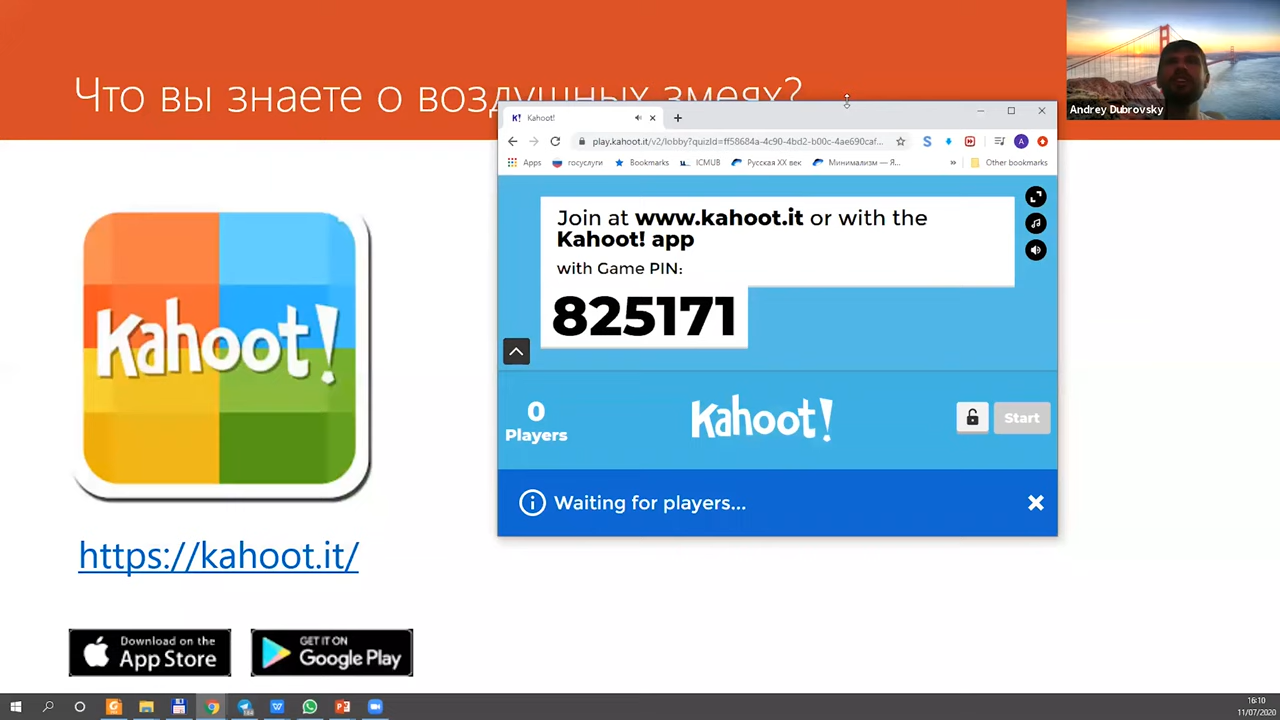 Что вы знаете о воздушных змеях?
Andrey Dubrovsky
K! Kahoot!
play.kahoot.it/v2/lobby?quizId=ff58684a-4c90-4bd2-b00c-4ae690caf...
Apps госуслуги Bookmarks ICMUB Русская XX век Минимализм — Я... » Other bookmarks
Join at www.kahoot.it or with the
Kahoot! app
with Game PIN:
825171
0
Players
Kahoot!
Start
Waiting for players...
Kahoot!
https://kahoot.it/
Download on the
App Store
GET IT ON
Google Play
16:10
11/07/2020